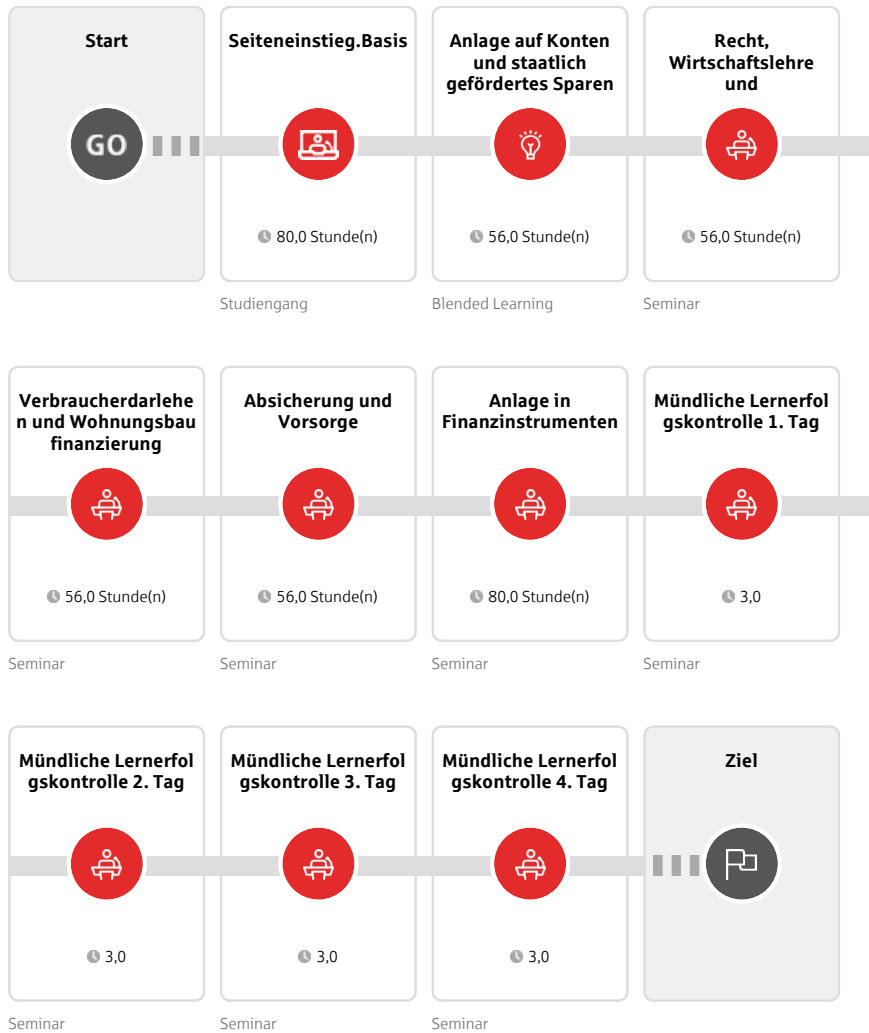 Start
GO
Seiteneinstieg.Basis
80,0 Stunde(n)
Studiengang
Anlage auf Konten
und staatlich
gefördertes Sparen
56,0 Stunde(n)
Blended Learning
Recht,
Wirtschaftslehre
und
56,0 Stunde(n)
Seminar
Verbraucherdarlehe
n und Wohnungsbau
finanzierung
56,0 Stunde(n)
Seminar
Absicherung und
Vorsorge
56,0 Stunde(n)
Seminar
Anlage in
Finanzinstrumenten
80,0 Stunde(n)
Seminar
Mündliche Lernerfol
gskontrolle 1. Tag
3,0
Seminar
Mündliche Lernerfol
gskontrolle 2. Tag
3,0
Seminar
Mündliche Lernerfol
gskontrolle 3. Tag
3,0
Seminar
Mündliche Lernerfol
gskontrolle 4. Tag
3,0
Seminar
Ziel